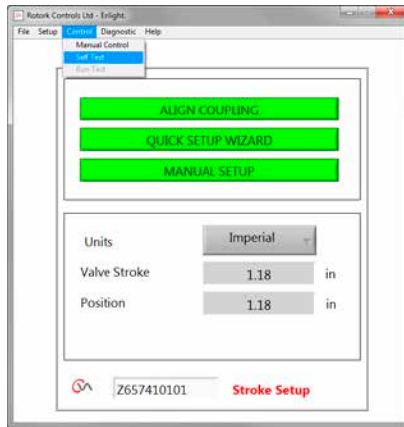 Rotork Controls Ltd - Enlight.
File Setup Control Diagnostic Help
Manual Control
Self Test
Run Test
ALIGN COUPLING
QUICK SETUP WIZARD
MANUAL SETUP
Units Imperial
Valve Stroke 1.18 in
Position 1.18 in
Z657410101 Stroke Setup